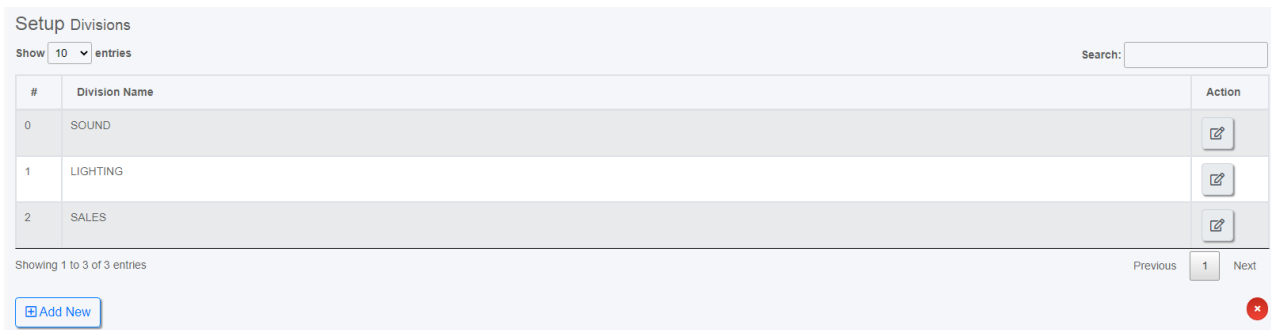 Setup Divisions
Show 10 entries
Search:
# Division Name Action
0 SOUND
1 LIGHTING
2 SALES
Showing 1 to 3 of 3 entries
Previous 1 Next
Add New